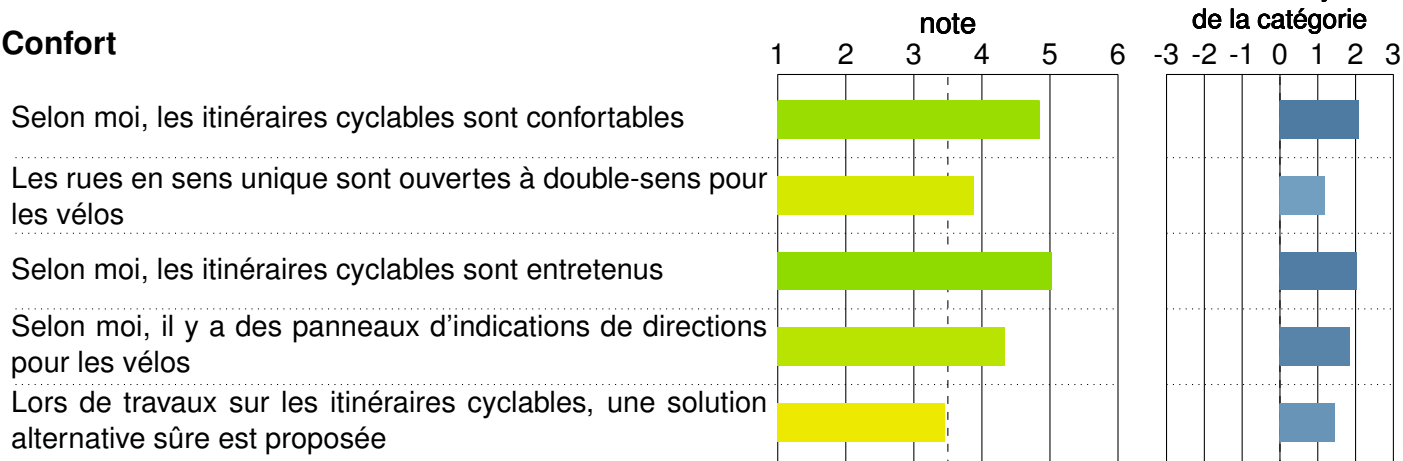 note
de la catégorie
Confort
1 2 3 4 5 6
-3 -2 -1 0 1 2 3
Selon moi, les itinéraires cyclables sont confortables
Les rues en sens unique sont ouvertes à double-sens pour
les vélos
Selon moi, les itinéraires cyclables sont entretenus
Selon moi, il y a des panneaux d'indications de directions
pour les vélos
Lors de travaux sur les itinéraires cyclables, une solution
alternative sûre est proposée